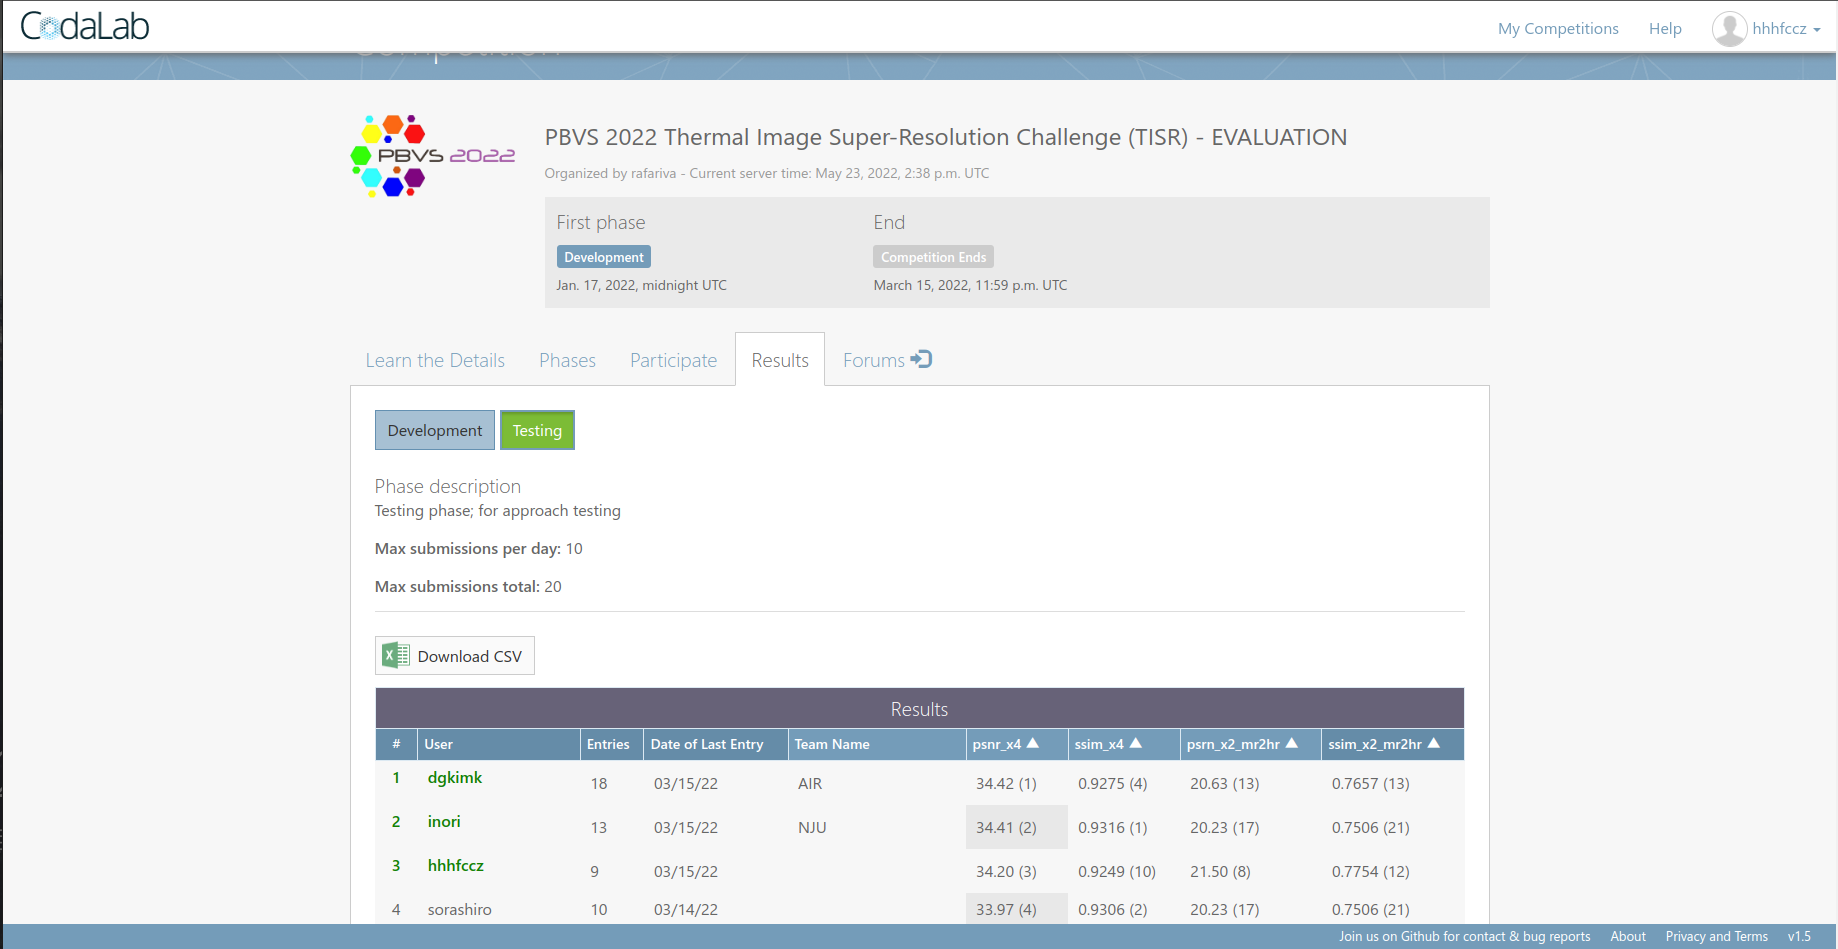 CodaLab
My Competitions Help hhhfccz
Competition
PBVS 2022
PBVS 2022 Thermal Image Super-Resolution Challenge (TISR) - EVALUATION
Organized by rafariva - Current server time: May 23, 2022, 2:38 p.m. UTC
First phase End
Development Competition Ends
Jan. 17, 2022, midnight UTC March 15, 2022, 11:59 p.m. UTC
Learn the Details Phases Participate Results Forums
Development Testing
Phase description
Testing phase; for approach testing
Max submissions per day: 10
Max submissions total: 20
Download CSV
Results
# User Entries Date of Last Entry Team Name psnr_x4 ▲ ssim_x4 ▲ psrn_x2_mr2hr ▲ ssim_x2_mr2hr ▲
1 dgkimk 18 03/15/22 AIR 34.42 (1) 0.9275 (4) 20.63 (13) 0.7657 (13)
2 inori 13 03/15/22 NJU 34.41 (2) 0.9316 (1) 20.23 (17) 0.7506 (21)
3 hhhfccz 9 03/15/22 34.20 (3) 0.9249 (10) 21.50 (8) 0.7754 (12)
4 sorashiro 10 03/14/22 33.97 (4) 0.9306 (2) 20.23 (17) 0.7506 (21)
Join us on Github for contact & bug reports About Privacy and Terms v1.5